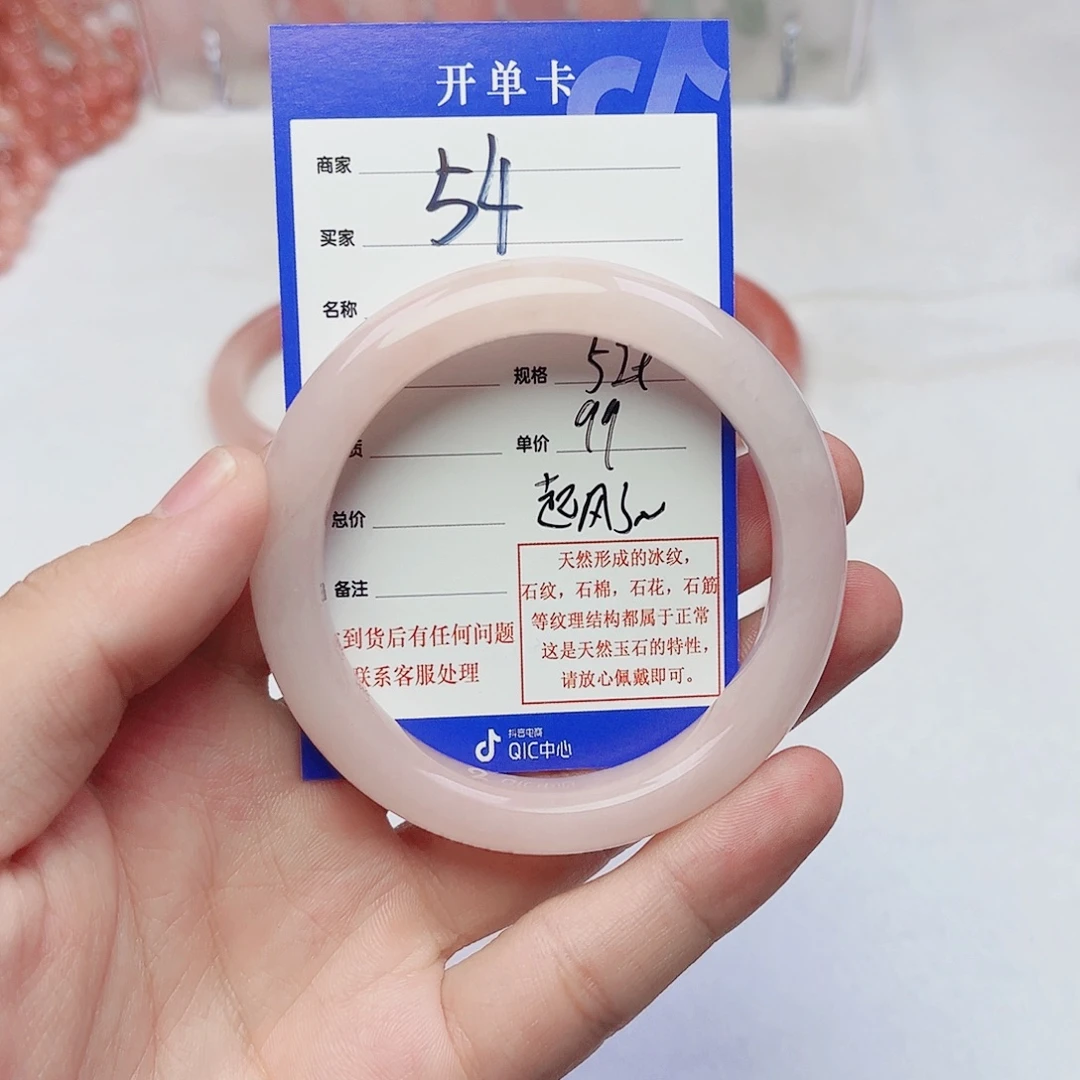 开单卡
商家
54
买家
名称
规格 52
单价 99
总价
起风了~
备注
到货后有任何问题
联系客服处理
天然形成的冰纹，
石纹，石棉，石花，石筋
等纹理结构都属于正常
这是天然玉石的特性，
请放心佩戴即可。
抖音电商
QIC中心